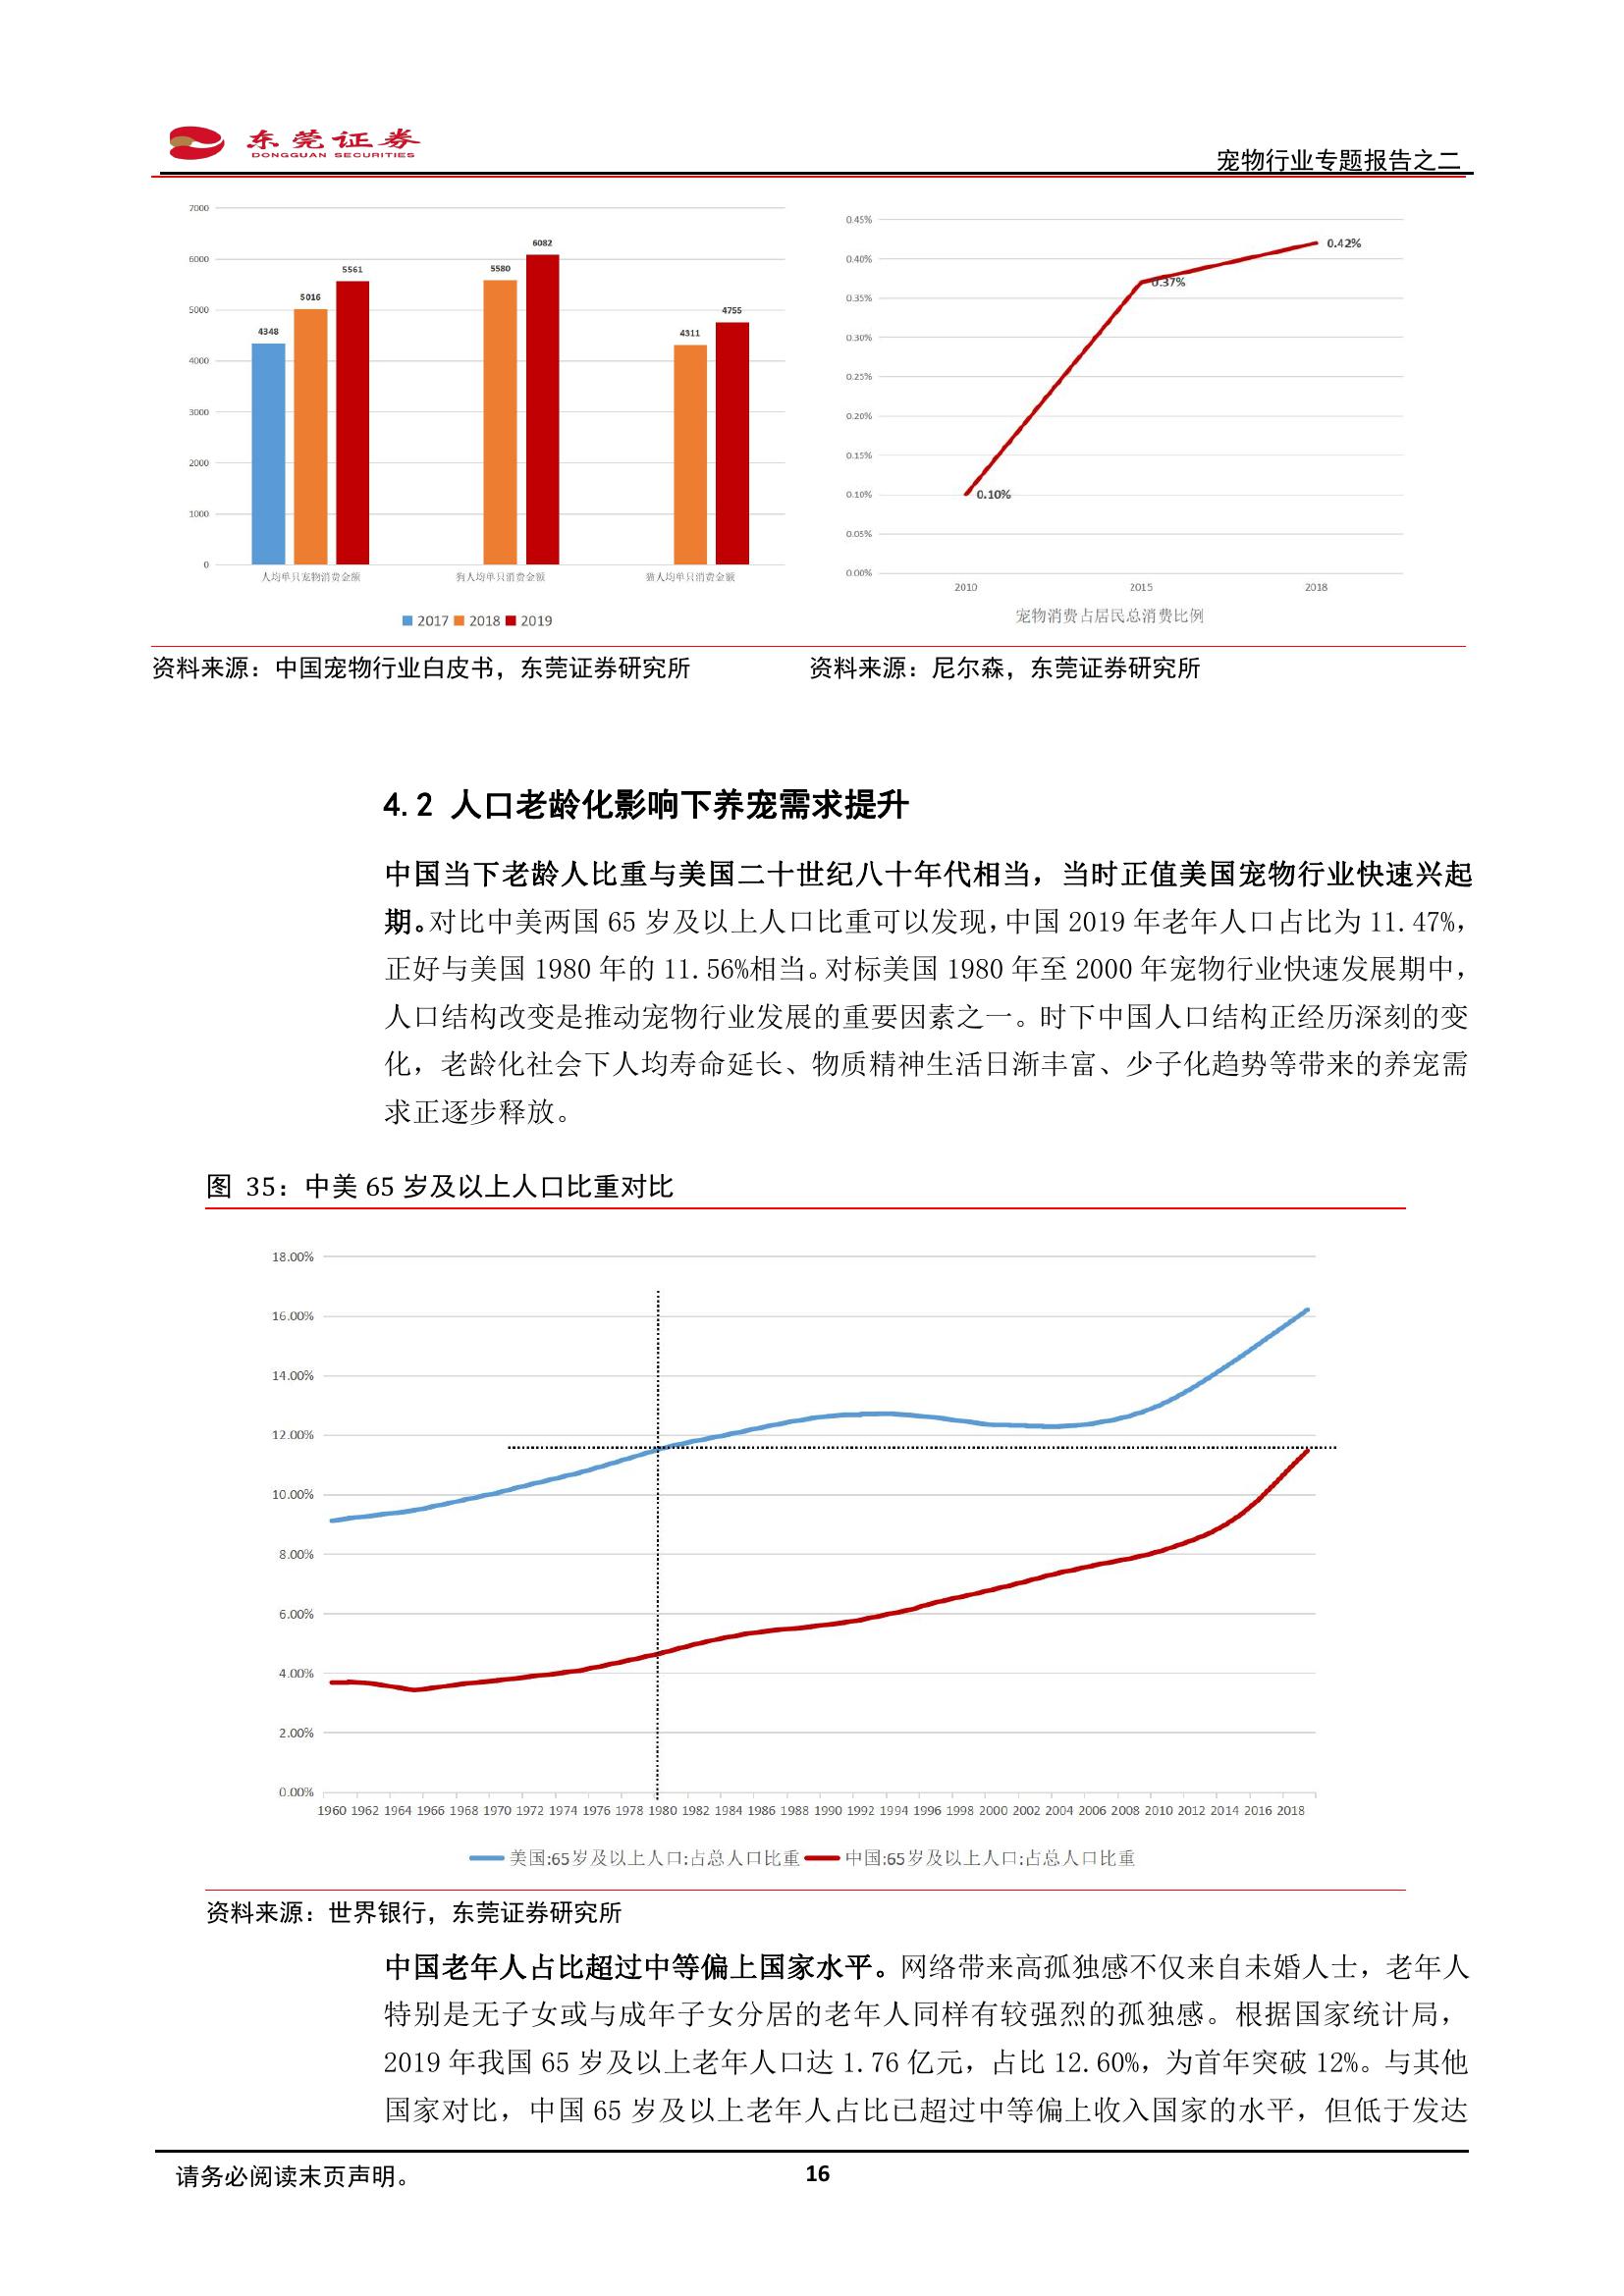 东莞证券
DONGGUAN SECURITIES
宠物行业专题报告之二
7000
6000
5000
4000
3000
2000
1000
0
4348
5016
5561
5580
6082
4311
4755
人均单只宠物消费金额
狗人均单只消费金额
猫人均单只消费金额
2017 2018 2019
0.45%
0.40%
0.35%
0.30%
0.25%
0.20%
0.15%
0.10%
0.05%
0.00%
0.10%
0.37%
0.42%
2010 2015 2018
宠物消费占居民总消费比例
资料来源：中国宠物行业白皮书，东莞证券研究所
资料来源：尼尔森，东莞证券研究所
4.2 人口老龄化影响下养宠需求提升
中国当下老龄人比重与美国二十世纪八十年代相当，当时正值美国宠物行业快速兴起
期。对比中美两国 65 岁及以上人口比重可以发现，中国 2019 年老年人口占比为 11.47%，
正好与美国 1980 年的 11.56%相当。对标美国 1980 年至 2000 年宠物行业快速发展期中，
人口结构改变是推动宠物行业发展的重要因素之一。时下中国人口结构正经历深刻的变
化，老龄化社会下人均寿命延长、物质精神生活日渐丰富、少子化趋势等带来的养宠需
求正逐步释放。
图 35：中美 65 岁及以上人口比重对比
18.00%
16.00%
14.00%
12.00%
10.00%
8.00%
6.00%
4.00%
2.00%
0.00%
1960 1962 1964 1966 1968 1970 1972 1974 1976 1978 1980 1982 1984 1986 1988 1990 1992 1994 1996 1998 2000 2002 2004 2006 2008 2010 2012 2014 2016 2018
美国:65岁及以上人口:占总人口比重 中国:65岁及以上人口:占总人口比重
资料来源：世界银行，东莞证券研究所
中国老年人占比超过中等偏上国家水平。网络带来高孤独感不仅来自未婚人士，老年人
特别是无子女或与成年子女分居的老年人同样有较强烈的孤独感。根据国家统计局，
2019 年我国 65 岁及以上老年人口达 1.76 亿元，占比 12.60%，为首年突破 12%。与其他
国家对比，中国 65 岁及以上老年人占比已超过中等偏上收入国家的水平，但低于发达
请务必阅读末页声明。
16